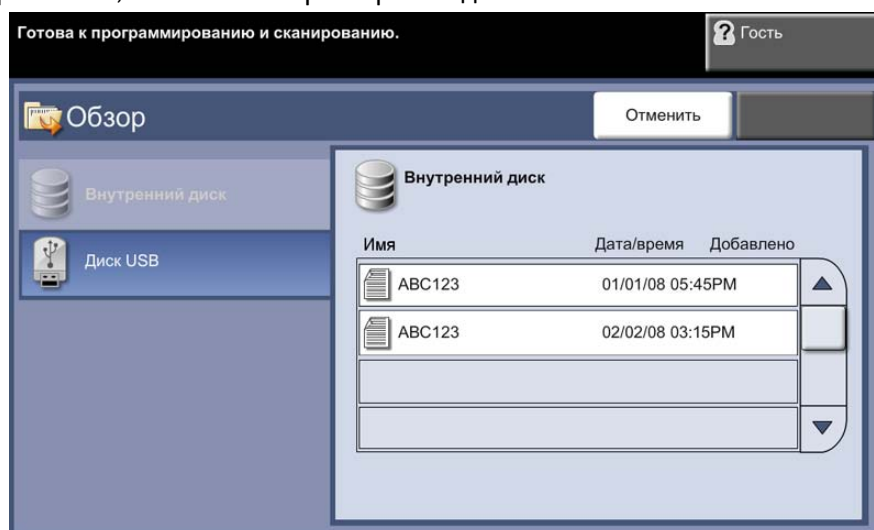 Готова к программированию и сканированию.
Гость
Обзор
Отменить
Внутренний диск
Диск USB
Внутренний диск
Имя Дата/время Добавлено
ABC123 01/01/08 05:45PM
ABC123 02/02/08 03:15PM